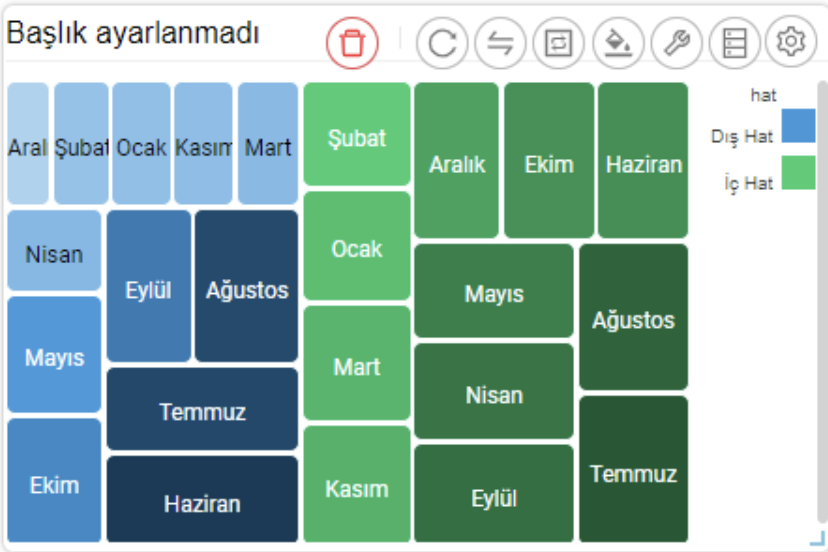 Başlık ayarlanmadı
hat
Dış Hat
İç Hat
Aral
Şubat
Ocak
Kasım
Mart
Nisan
Mayıs
Ekim
Eylül
Ağustos
Temmuz
Haziran
Şubat
Ocak
Mart
Kasım
Aralık
Ekim
Haziran
Mayıs
Nisan
Eylül
Ağustos
Temmuz